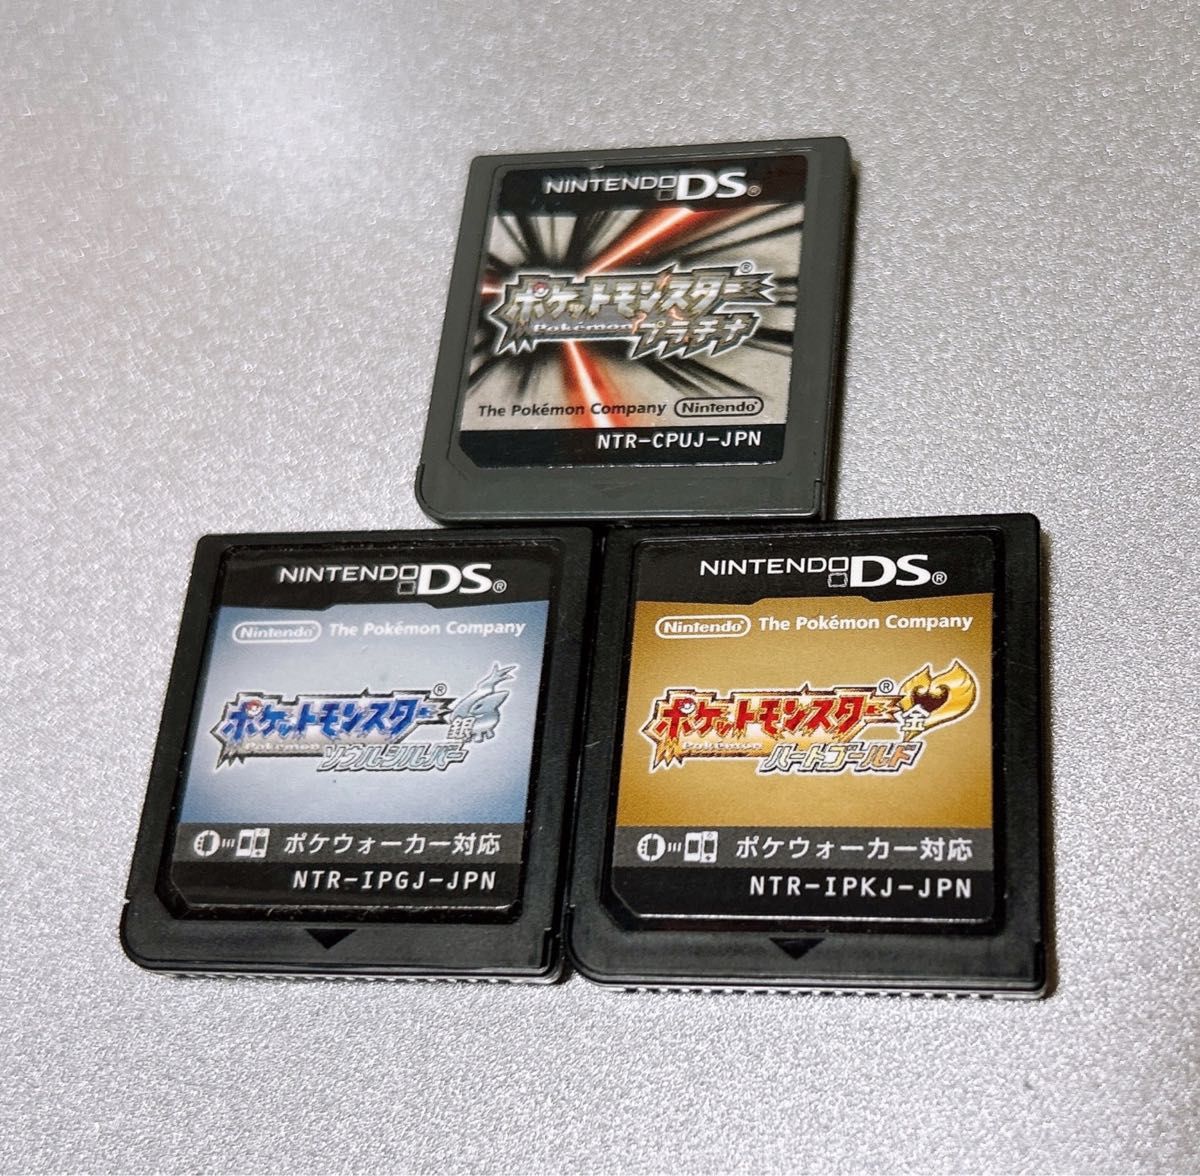 NINTENDO DS®
ポケットモンスター®
Pokémon プラチナ
The Pokémon Company Nintendo®
NTR-CPUJ-JPN
NINTENDO DS®
Nintendo® The Pokémon Company
ポケットモンスター®
Pokémon ソウルシルバー 銀
ポケウォーカー対応
NTR-IPGJ-JPN
NINTENDO DS®
Nintendo® The Pokémon Company
ポケットモンスター® 金
Pokémon ハートゴールド
ポケウォーカー対応
NTR-IPKJ-JPN